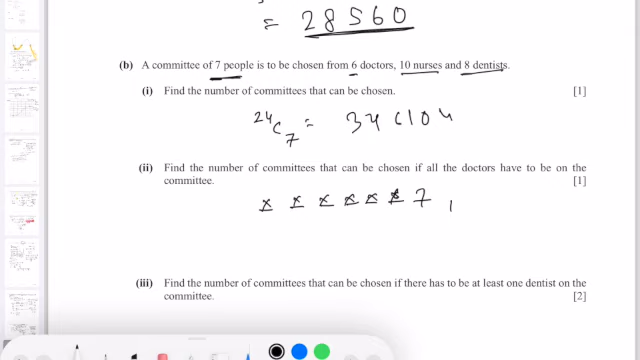 = 28560
(b) A committee of 7 people is to be chosen from 6 doctors, 10 nurses and 8 dentists.
(i) Find the number of committees that can be chosen. [1]
24C7 = 346104
(ii) Find the number of committees that can be chosen if all the doctors have to be on the
committee. [1]
x x x x x x 7
(iii) Find the number of committees that can be chosen if there has to be at least one dentist on the
committee. [2]